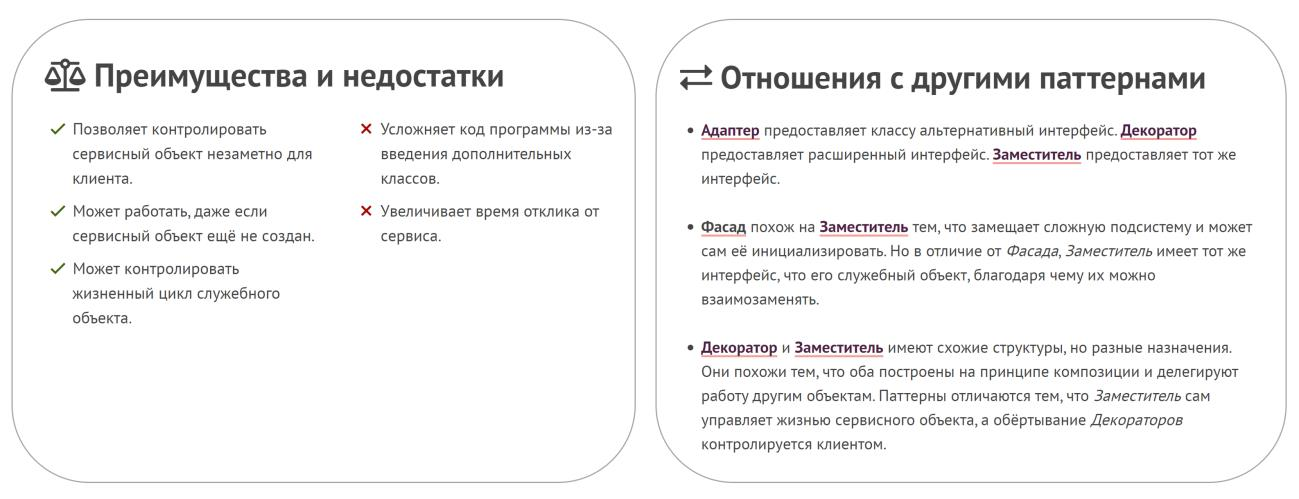 Преимущества и недостатки
Позволяет контролировать
сервисный объект незаметно для
клиента.
Может работать, даже если
сервисный объект ещё не создан.
Может контролировать
жизненный цикл служебного
объекта.
Усложняет код программы из-за
введения дополнительных
классов.
Увеличивает время отклика от
сервиса.
Отношения с другими паттернами
• Адаптер предоставляет классу альтернативный интерфейс. Декоратор
предоставляет расширенный интерфейс. Заместитель предоставляет тот же
интерфейс.
• Фасад похож на Заместитель тем, что замещает сложную подсистему и может
сам её инициализировать. Но в отличие от Фасада, Заместитель имеет тот же
интерфейс, что его служебный объект, благодаря чему их можно
взаимозаменять.
• Декоратор и Заместитель имеют схожие структуры, но разные назначения.
Они похожи тем, что оба построены на принципе композиции и делегируют
работу другим объектам. Паттерны отличаются тем, что Заместитель сам
управляет жизнью сервисного объекта, а обёртывание Декораторов
контролируется клиентом.